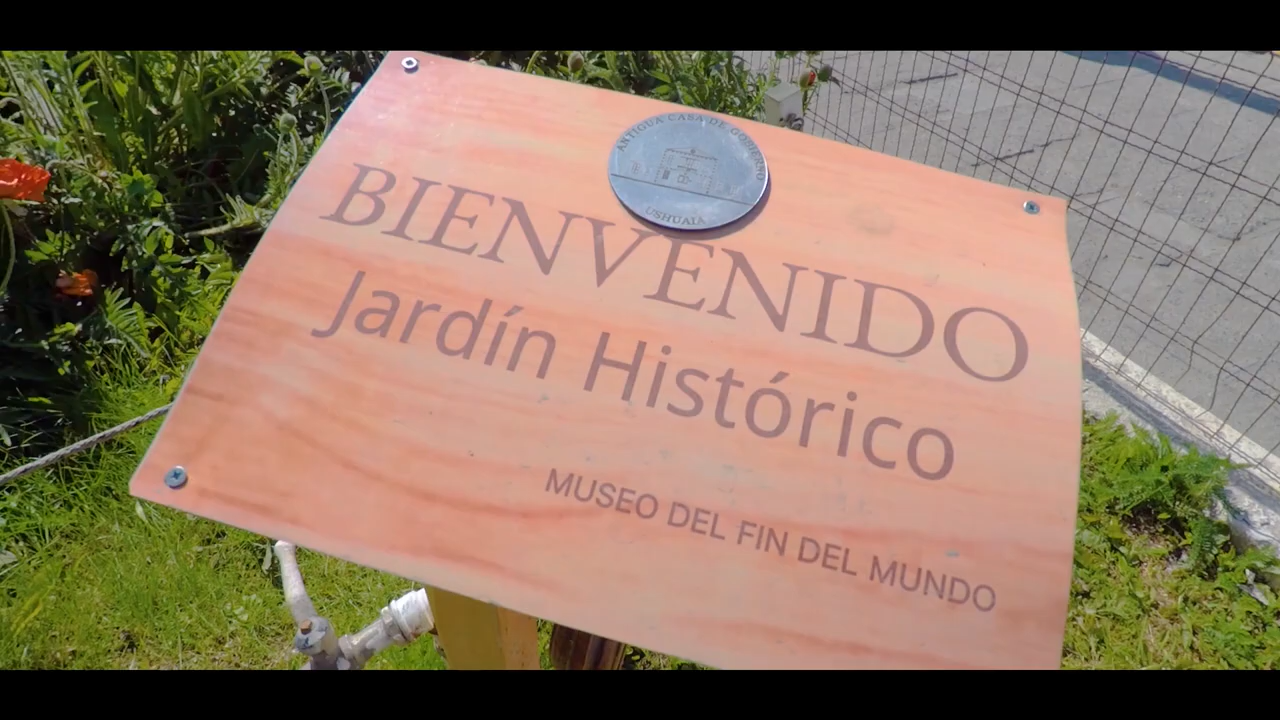 ANTIGUA CASA DE GOBIERNO
USHUAIA
BIENVENIDO
Jardín Histórico
MUSEO DEL FIN DEL MUNDO